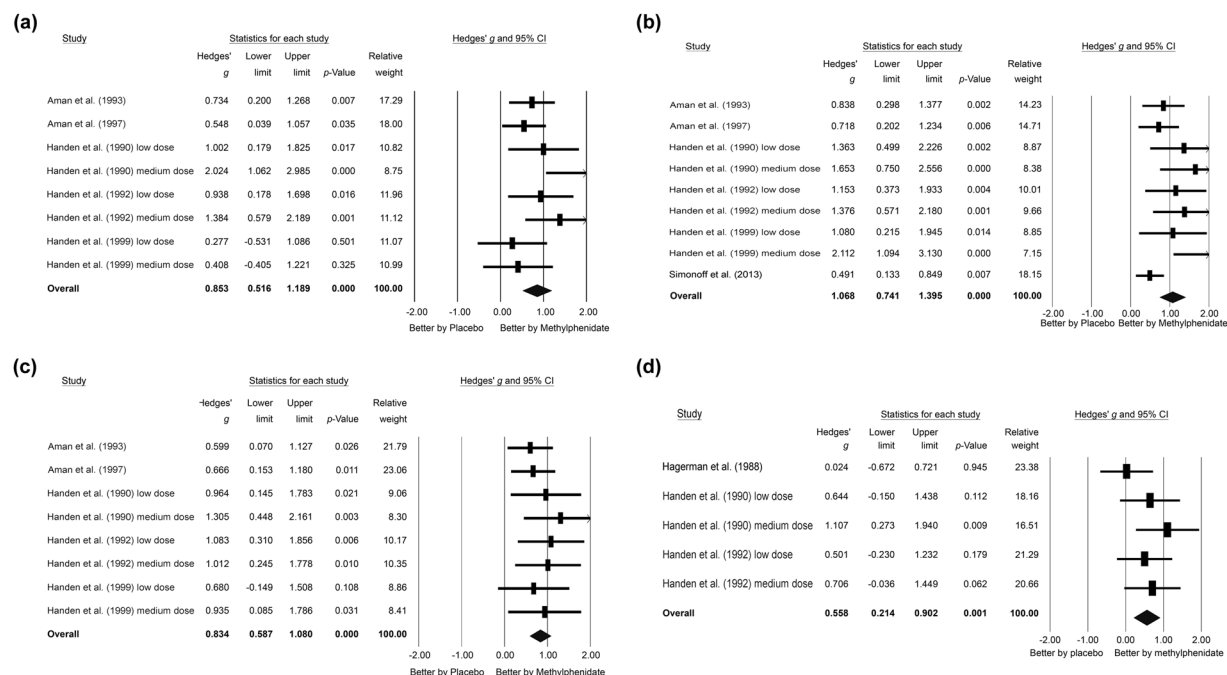 (a)
Study Statistics for each study Hedges' g and 95% CI
Hedges' Lower Upper Relative
g limit limit p-Value weight
Aman et al. (1993) 0.734 0.200 1.268 0.007 17.29
Aman et al. (1997) 0.548 0.039 1.057 0.035 18.00
Handen et al. (1990) low dose 1.002 0.179 1.825 0.017 10.82
Handen et al. (1990) medium dose 2.024 1.062 2.985 0.000 8.75
Handen et al. (1992) low dose 0.938 0.178 1.698 0.016 11.96
Handen et al. (1992) medium dose 1.384 0.579 2.189 0.001 11.12
Handen et al. (1999) low dose 0.277 -0.531 1.086 0.501 11.07
Handen et al. (1999) medium dose 0.408 -0.405 1.221 0.325 10.99
Overall 0.853 0.516 1.189 0.000 100.00
-2.00 0.00 1.00 2.00
Better by Placebo Better by Methylphenidate
(b)
Study Statistics for each study Hedges' g and 95% CI
Hedges' Lower Upper Relative
g limit limit p-Value weight
Aman et al. (1993) 0.838 0.298 1.377 0.002 14.23
Aman et al. (1997) 0.718 0.202 1.234 0.006 14.71
Handen et al. (1990) low dose 1.363 0.499 2.226 0.002 8.87
Handen et al. (1990) medium dose 1.653 0.750 2.556 0.000 8.38
Handen et al. (1992) low dose 1.153 0.373 1.933 0.004 10.01
Handen et al. (1992) medium dose 1.376 0.571 2.180 0.001 9.66
Handen et al. (1999) low dose 1.080 0.215 1.945 0.014 8.85
Handen et al. (1999) medium dose 2.112 1.094 3.130 0.000 7.15
Simonoff et al. (2013) 0.491 0.133 0.849 0.007 18.15
Overall 1.068 0.741 1.395 0.000 100.00
-2.00 -2.00 0.00 1.00 2.00
Better by Placebo Better by Methylphenidate
(c)
Study Statistics for each study Hedges' g and 95% CI
Hedges' Lower Upper Relative
g limit limit p-Value weight
Aman et al. (1993) 0.599 0.070 1.127 0.026 21.79
Aman et al. (1997) 0.666 0.153 1.180 0.011 23.06
Handen et al. (1990) low dose 0.964 0.145 1.783 0.021 9.06
Handen et al. (1990) medium dose 1.305 0.448 2.161 0.003 8.30
Handen et al. (1992) low dose 1.083 0.310 1.856 0.006 10.17
Handen et al. (1992) medium dose 1.012 0.245 1.778 0.010 10.35
Handen et al. (1999) low dose 0.680 -0.149 1.508 0.108 8.86
Handen et al. (1999) medium dose 0.935 0.085 1.786 0.031 8.41
Overall 0.834 0.587 1.080 0.000 100.00
-2.00 -2.00 0.00 1.00 2.00
Better by Placebo Better by Methylphenidate
(d)
Study Statistics for each study Hedges' g and 95% CI
Hedges' Lower Upper Relative
g limit limit p-Value weight
Hagerman et al. (1988) 0.024 -0.672 0.721 0.945 23.38
Handen et al. (1990) low dose 0.644 -0.150 1.438 0.112 18.16
Handen et al. (1990) medium dose 1.107 0.273 1.940 0.009 16.51
Handen et al. (1992) low dose 0.501 -0.230 1.232 0.179 21.29
Handen et al. (1992) medium dose 0.706 -0.036 1.449 0.062 20.66
Overall 0.558 0.214 0.902 0.001 100.00
-2.00 -2.00 0.00 1.00 2.00
Better by placebo Better by methylphenidate